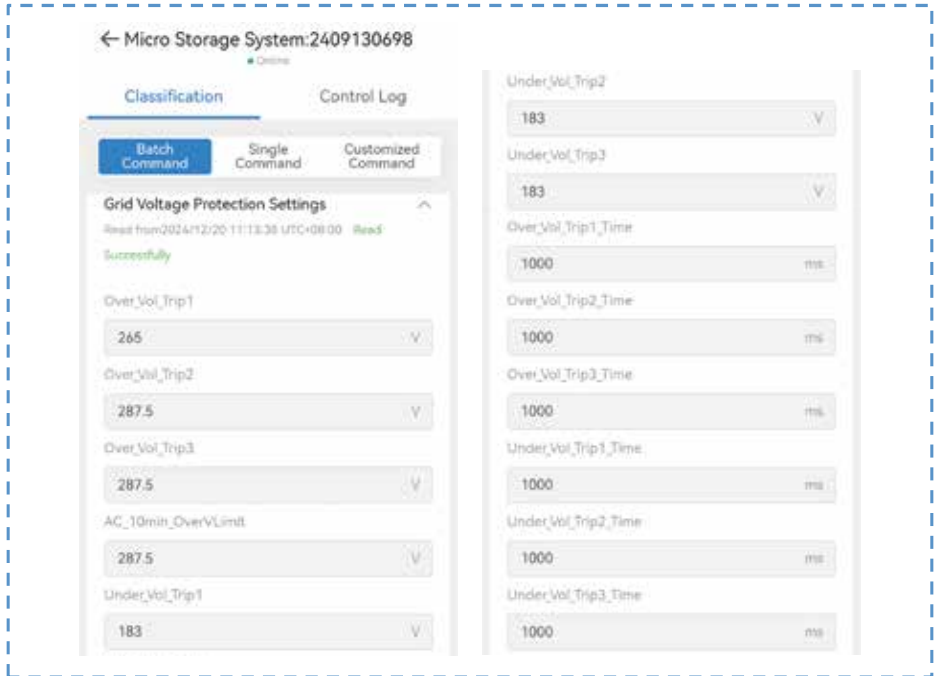 ← Micro Storage System:2409130698
Online
Classification
Control Log
Batch Command
Single Command
Customized Command
Grid Voltage Protection Settings
Read from2024/12/20 11:13:38 UTC+08:00 Read
Successfully
Over_Vol_Trip1
265 V
Over_Vol_Trip2
287.5 V
Over_Vol_Trip3
287.5 V
AC_10min_OverVLimit
287.5 V
Under_Vol_Trip1
183 V
Under_Vol_Trip2
183 V
Under_Vol_Trip3
183 V
Over_Vol_Trip1_Time
1000 ms
Over_Vol_Trip2_Time
1000 ms
Over_Vol_Trip3_Time
1000 ms
Under_Vol_Trip1_Time
1000 ms
Under_Vol_Trip2_Time
1000 ms
Under_Vol_Trip3_Time
1000 ms